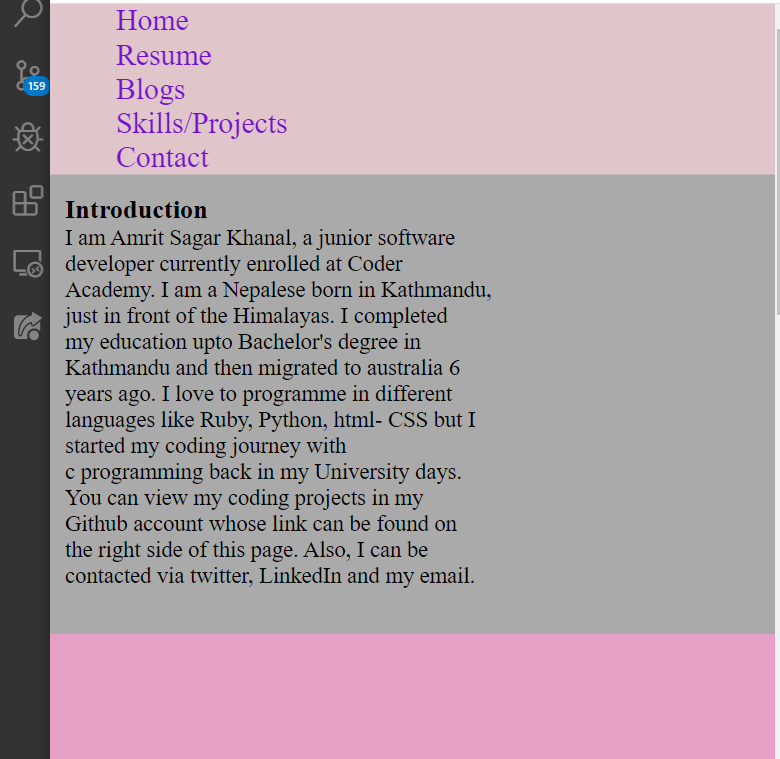 159
Home
Resume
Blogs
Skills/Projects
Contact
Introduction
I am Amrit Sagar Khanal, a junior software
developer currently enrolled at Coder
Academy. I am a Nepalese born in Kathmandu,
just in front of the Himalayas. I completed
my education upto Bachelor's degree in
Kathmandu and then migrated to australia 6
years ago. I love to programme in different
languages like Ruby, Python, html- CSS but I
started my coding journey with
c programming back in my University days.
You can view my coding projects in my
Github account whose link can be found on
the right side of this page. Also, I can be
contacted via twitter, LinkedIn and my email.